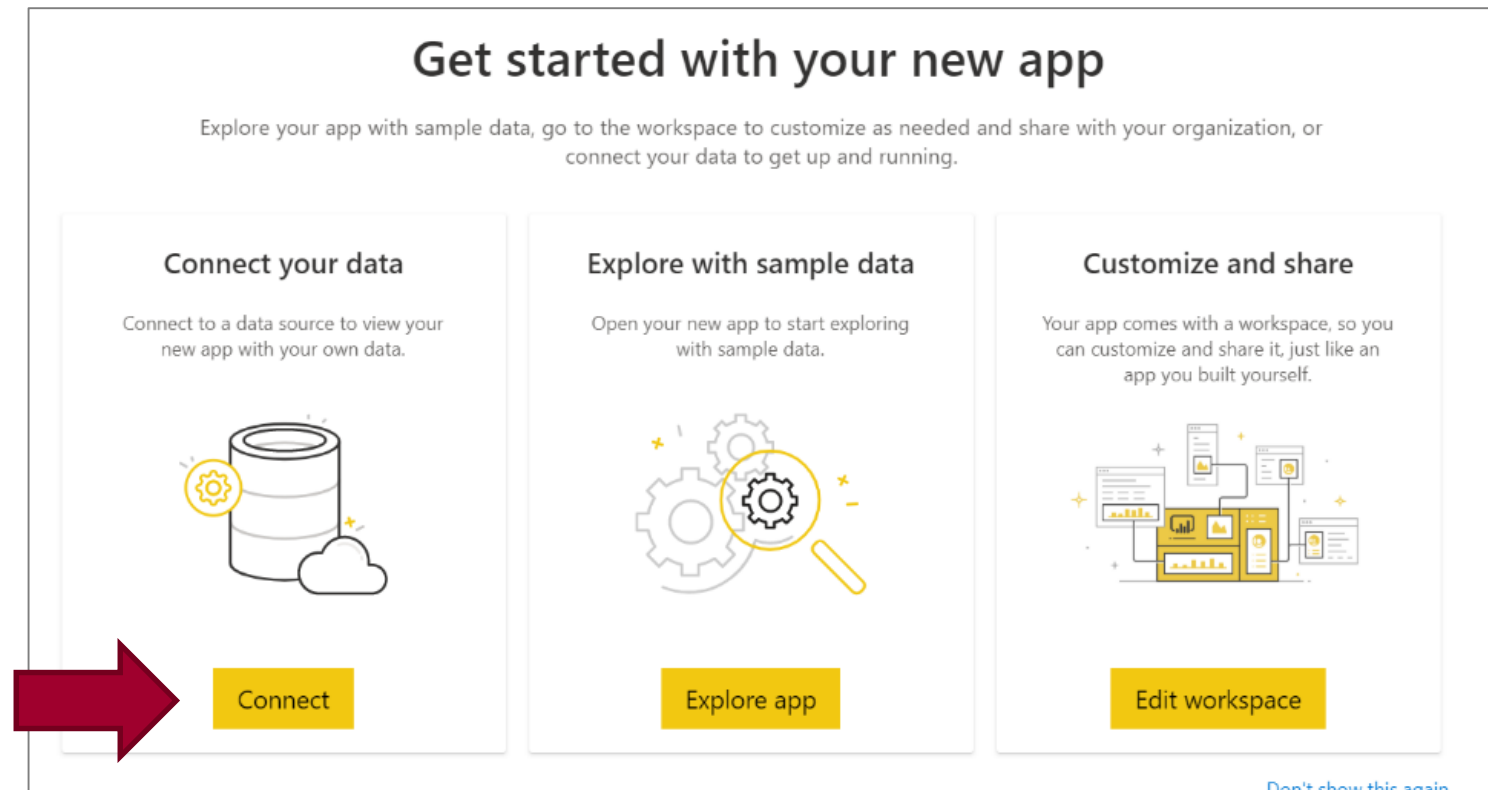 Get started with your new app
Explore your app with sample data, go to the workspace to customize as needed and share with your organization, or
connect your data to get up and running.
Connect your data
Connect to a data source to view your
new app with your own data.
Connect
Explore with sample data
Open your new app to start exploring
with sample data.
Explore app
Customize and share
Your app comes with a workspace, so you
can customize and share it, just like an
app you built yourself.
Edit workspace
Don't show this again